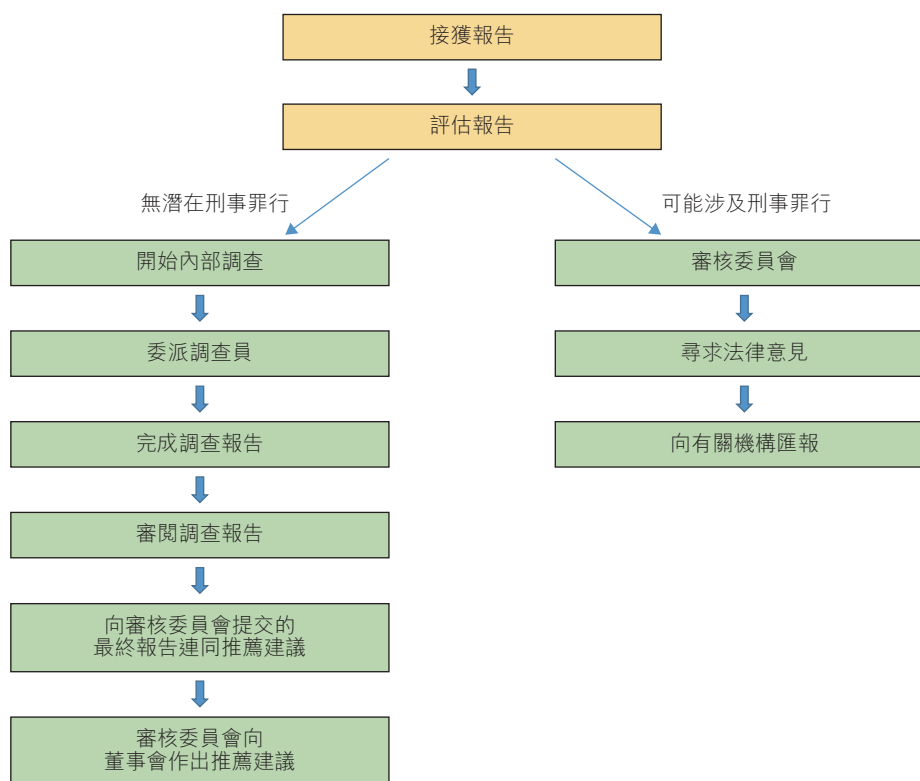 接獲報告
評估報告
無潛在刑事罪行
可能涉及刑事罪行
開始內部調查
審核委員會
委派調查員
尋求法律意見
完成調查報告
向有關機構匯報
審閱調查報告
向審核委員會提交的
最終報告連同推薦建議
審核委員會向
董事會作出推薦建議